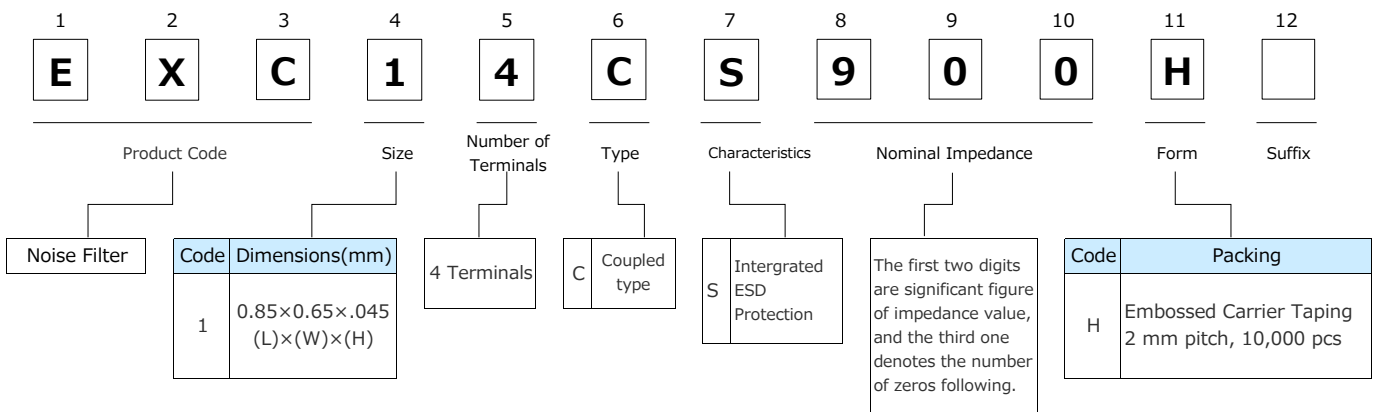 1 2 3 4 5 6 7 8 9 10 11 12
E X C 1 4 C S 9 0 0 H
Product Code
Size
Number of
Terminals
Type
Characteristics
Nominal Impedance
Form
Suffix
Noise Filter
Code Dimensions(mm)
1
0.85×0.65×.045
(L)×(W)×(H)
4 Terminals
C
Coupled
type
S
Intergrated
ESD
Protection
The first two digits
are significant figure
of impedance value,
and the third one
denotes the number
of zeros following.
Code Packing
H
Embossed Carrier Taping
2 mm pitch, 10,000 pcs